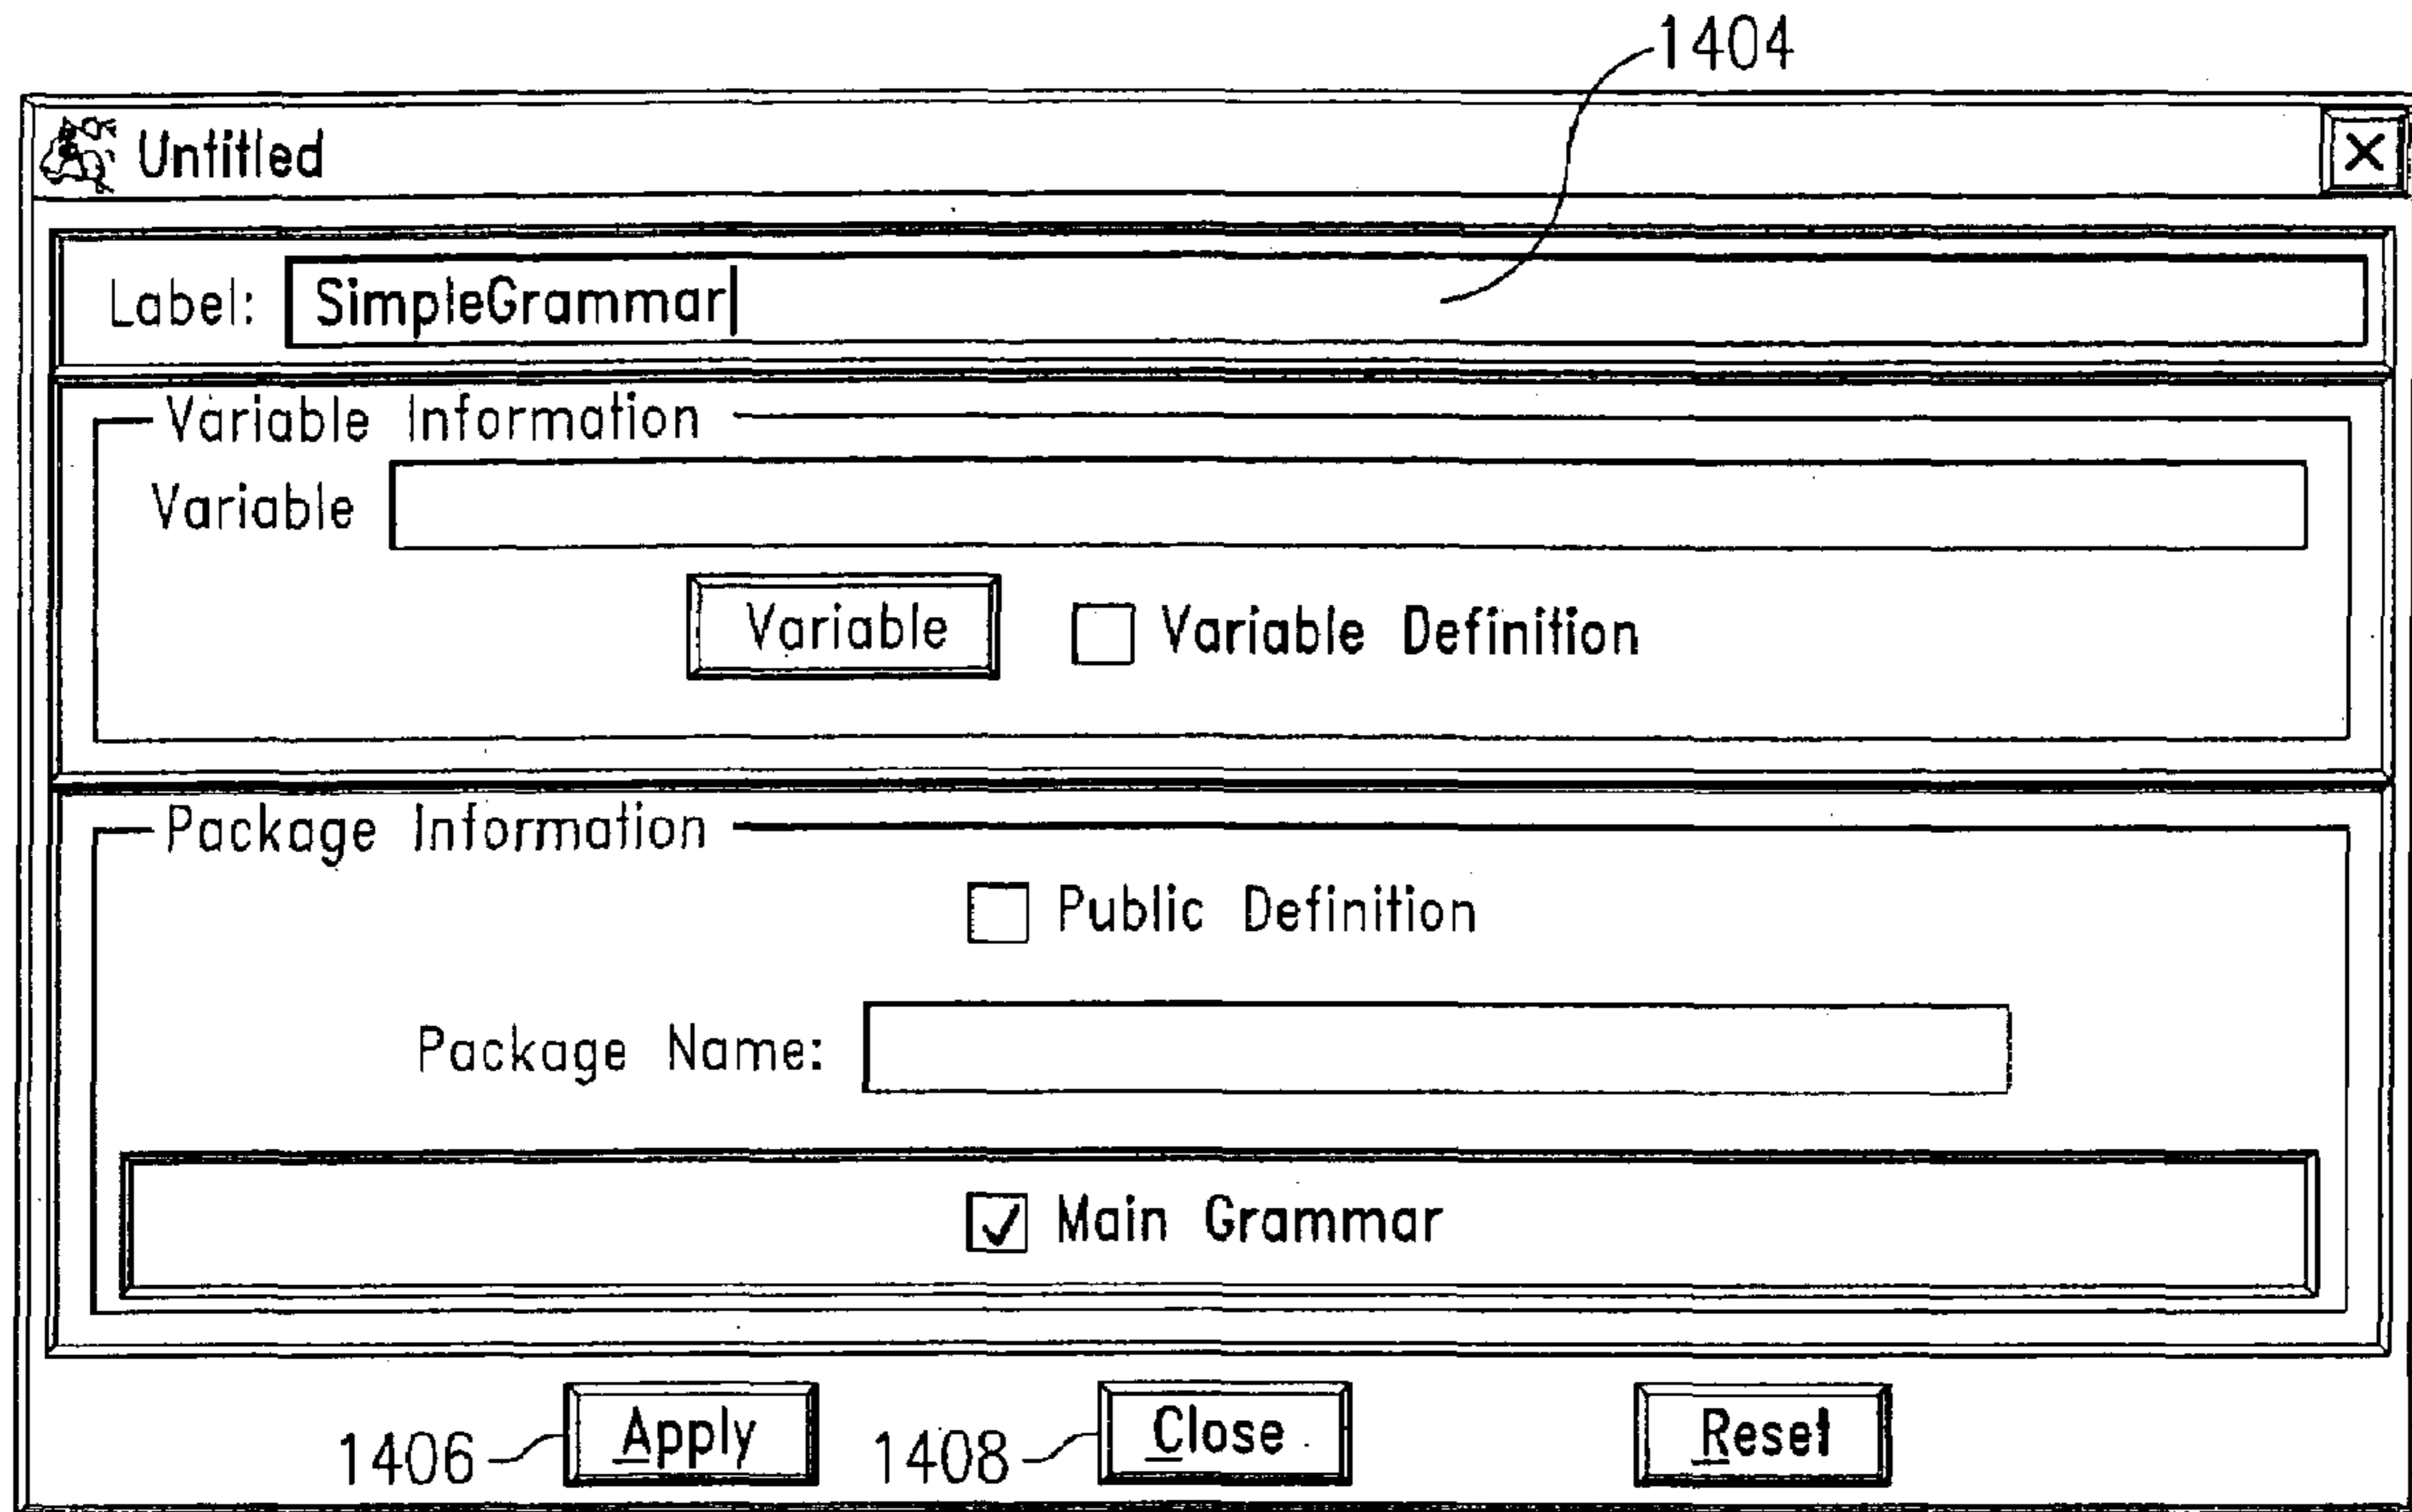 1404
Untitled
Label: SimpleGrammar
Variable Information
Variable
Variable Variable Definition
Package Information
Public Definition
Package Name:
Main Grammar
1406 Apply 1408 Close Reset